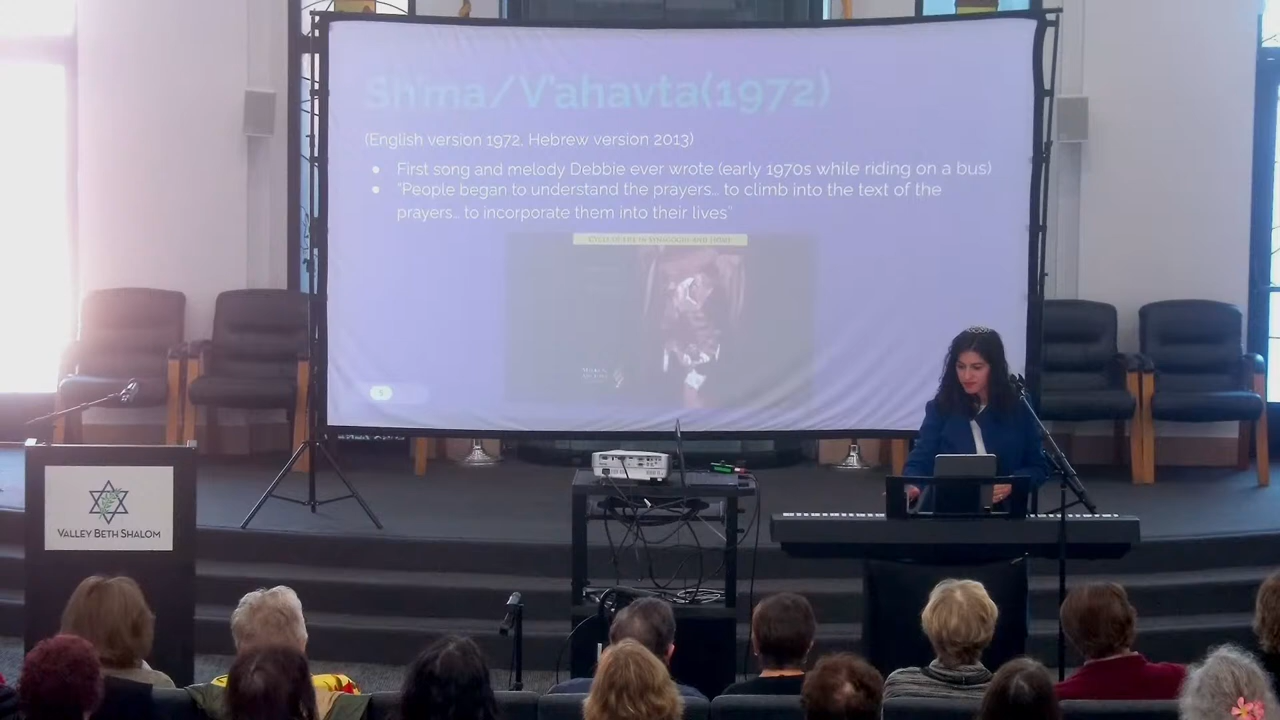 Sh'ma/V'ahavta(1972)
(English version 1972, Hebrew version 2013)
First song and melody Debbie ever wrote (early 1970s while riding on a bus)
"People began to understand the prayers... to climb into the text of the
prayers... to incorporate them into their lives"
5
VALLEY BETH SHALOM